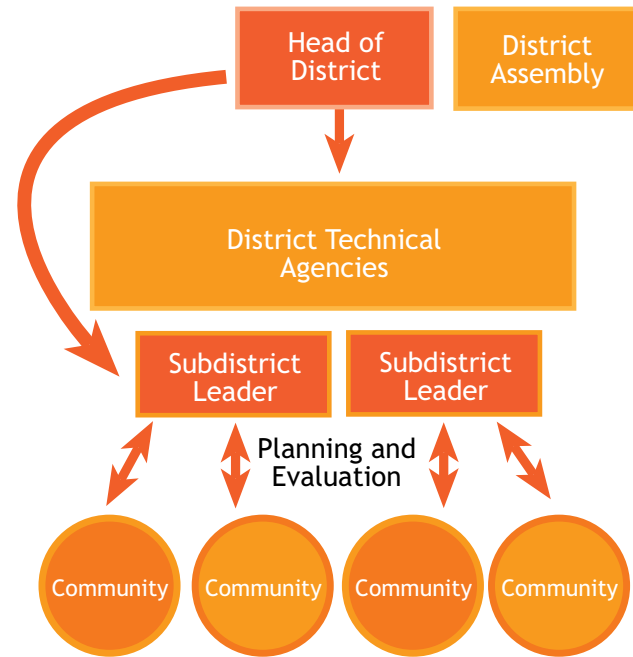 Head of
District
District
Assembly
District Technical
Agencies
Subdistrict
Leader
Subdistrict
Leader
Planning and
Evaluation
Community
Community
Community
Community